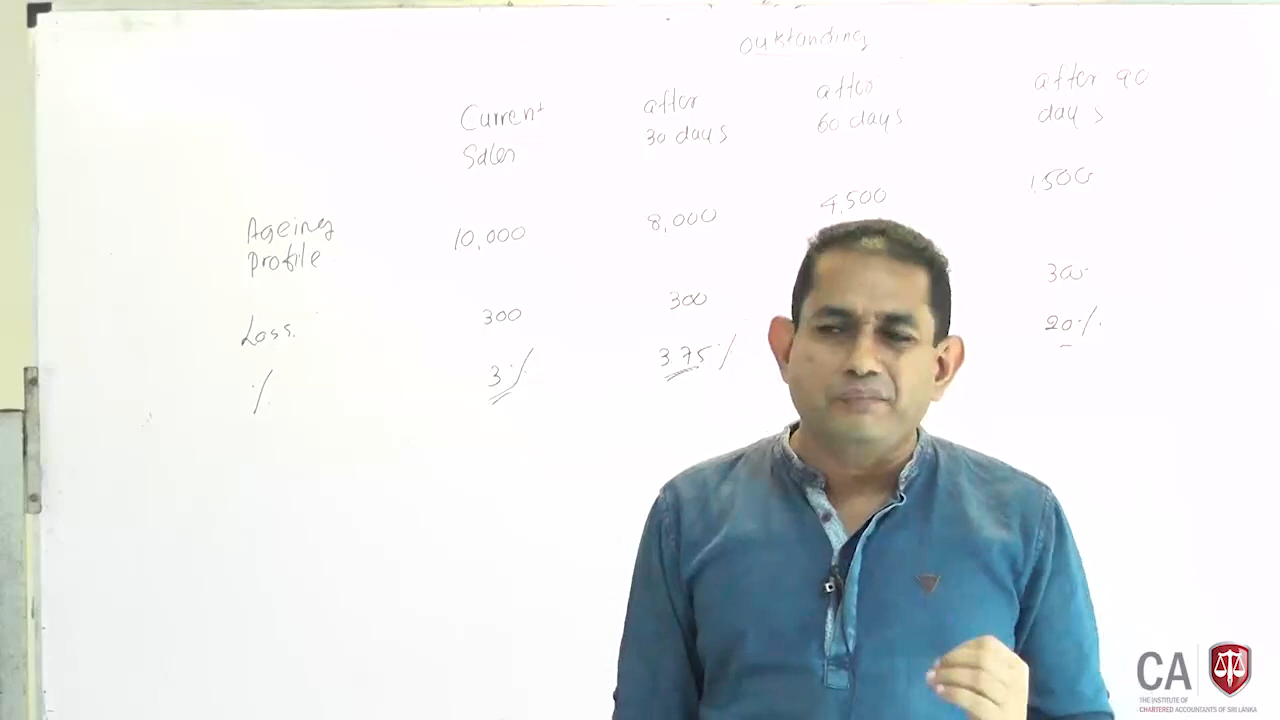 Outstanding
Current Sales
after 30 days
after 60 days
after 90 days
Ageing Profile
10,000
8,000
4,500
1,500
Loss.
300
300
300
%
3%
3.75%
20%
CA
THE INSTITUTE OF
CHARTERED ACCOUNTANTS OF SRI LANKA